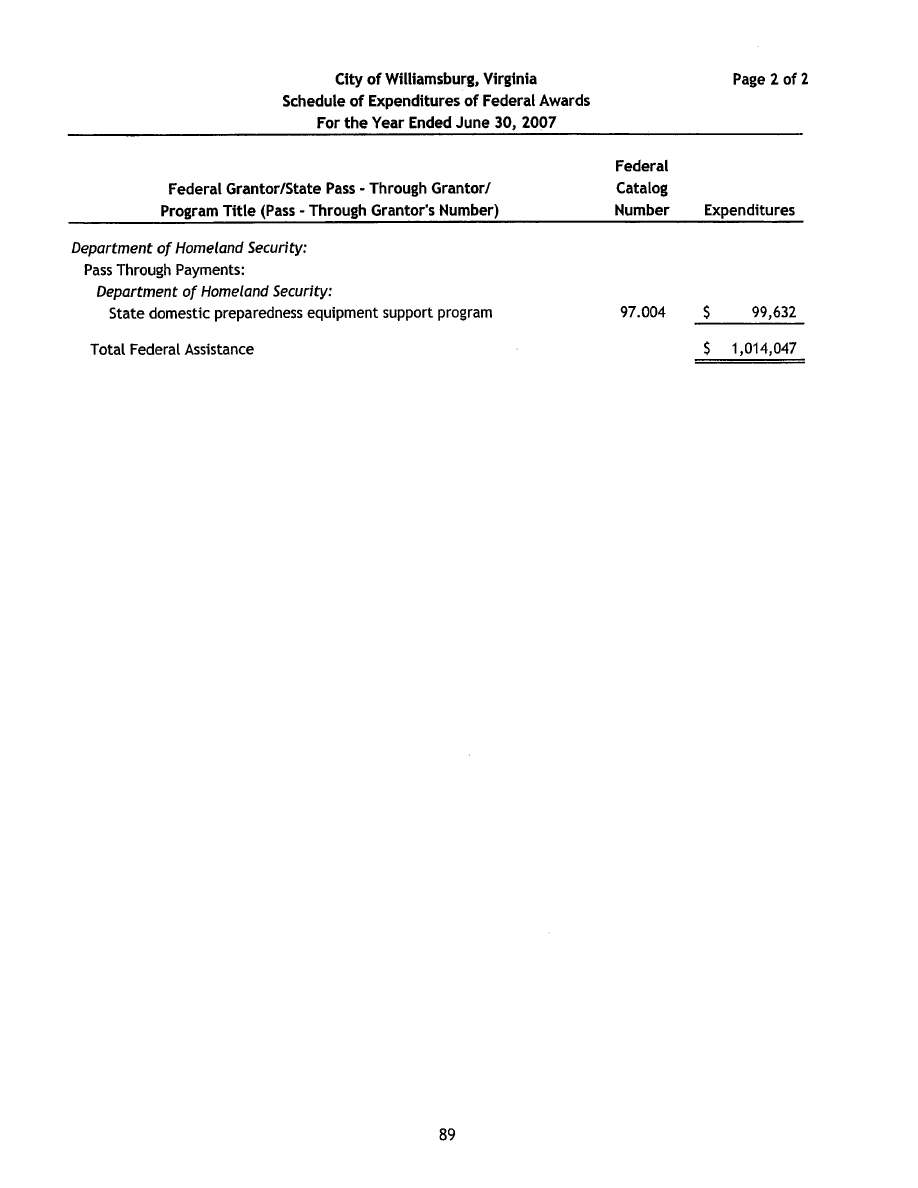 City of Williamsburg, Virginia Page 2 of 2
Schedule of Expenditures of Federal Awards
For the Year Ended June 30, 2007
Federal
Federal Grantor/State Pass - Through Grantor/ Catalog
Program Title (Pass - Through Grantor's Number) Number Expenditures
Department of Homeland Security:
Pass Through Payments:
Department of Homeland Security:
State domestic preparedness equipment support program 97.004 $ 99,632
Total Federal Assistance $ 1,014,047
89